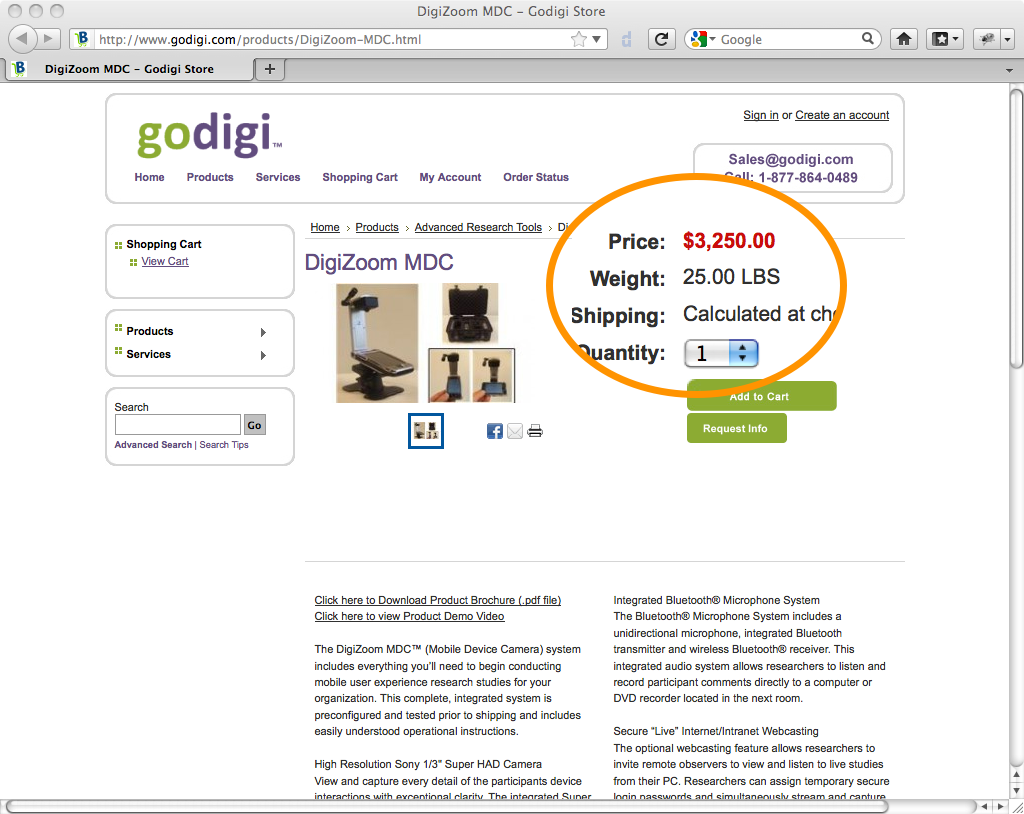 DigiZoom MDC – Godigi Store
http://www.godigi.com/products/DigiZoom-MDC.html
Google
DigiZoom MDC – Godigi Store
godigi™
Sign in or Create an account
Sales@godigi.com
Call: 1-877-864-0489
Home Products Services Shopping Cart My Account Order Status
Shopping Cart
View Cart
Products
Services
Search
Go
Advanced Search | Search Tips
Home › Products › Advanced Research Tools ›
DigiZoom MDC
Price: $3,250.00
Weight: 25.00 LBS
Shipping: Calculated at
Quantity: 1
Add to Cart
Request Info
Click here to Download Product Brochure (.pdf file)
Click here to view Product Demo Video
The DigiZoom MDC™ (Mobile Device Camera) system
includes everything you'll need to begin conducting
mobile user experience research studies for your
organization. This complete, integrated system is
preconfigured and tested prior to shipping and includes
easily understood operational instructions.
High Resolution Sony 1/3" Super HAD Camera
View and capture every detail of the participants device
interactions with exceptional clarity. The integrated Super
Integrated Bluetooth® Microphone System
The Bluetooth® Microphone System includes a
unidirectional microphone, integrated Bluetooth
transmitter and wireless Bluetooth® receiver. This
integrated audio system allows researchers to listen and
record participant comments directly to a computer or
DVD recorder located in the next room.
Secure “Live” Internet/Intranet Webcasting
The optional webcasting feature allows researchers to
invite remote observers to view and listen to live studies
from their PC. Researchers can assign temporary secure
login passwords and simultaneously stream and capture